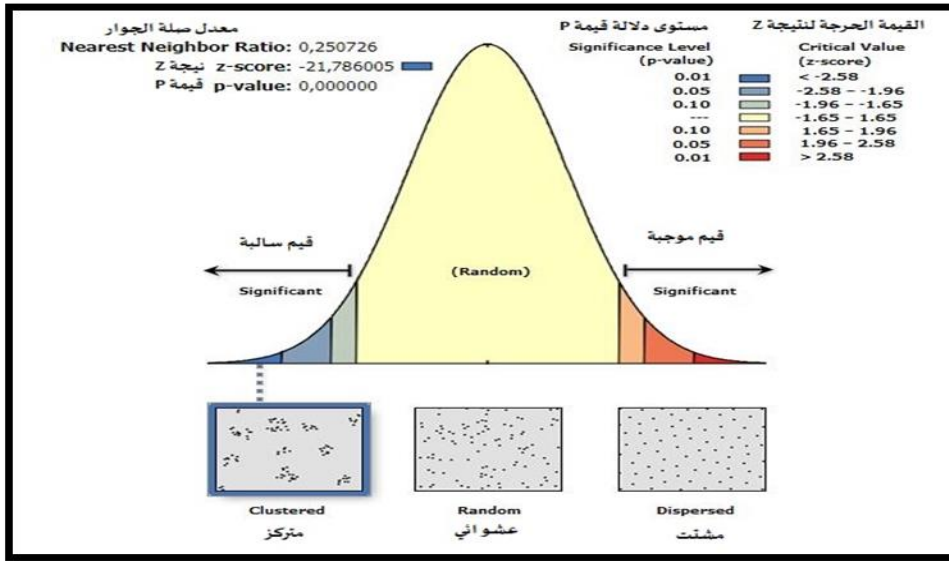 معدل صلة الجوار
Nearest Neighbor Ratio: 0,250726
نيجة Z z-score: -21,786005
قيمة P p-value: 0,000000
مستوى دلالة قيمة P
Significance Level
(p-value)
0.01
0.05
0.10
---
0.10
0.05
0.01
القيمة الحرجة لنتيجة Z
Critical Value
(z-score)
< -2.58
-2.58 – -1.96
-1.96 – -1.65
-1.65 – 1.65
1.65 – 1.96
1.96 – 2.58
> 2.58
قيم سالبة
Significant
(Random)
قيم موجبة
Significant
Clustered
متركز
Random
عشوائي
Dispersed
مشتت